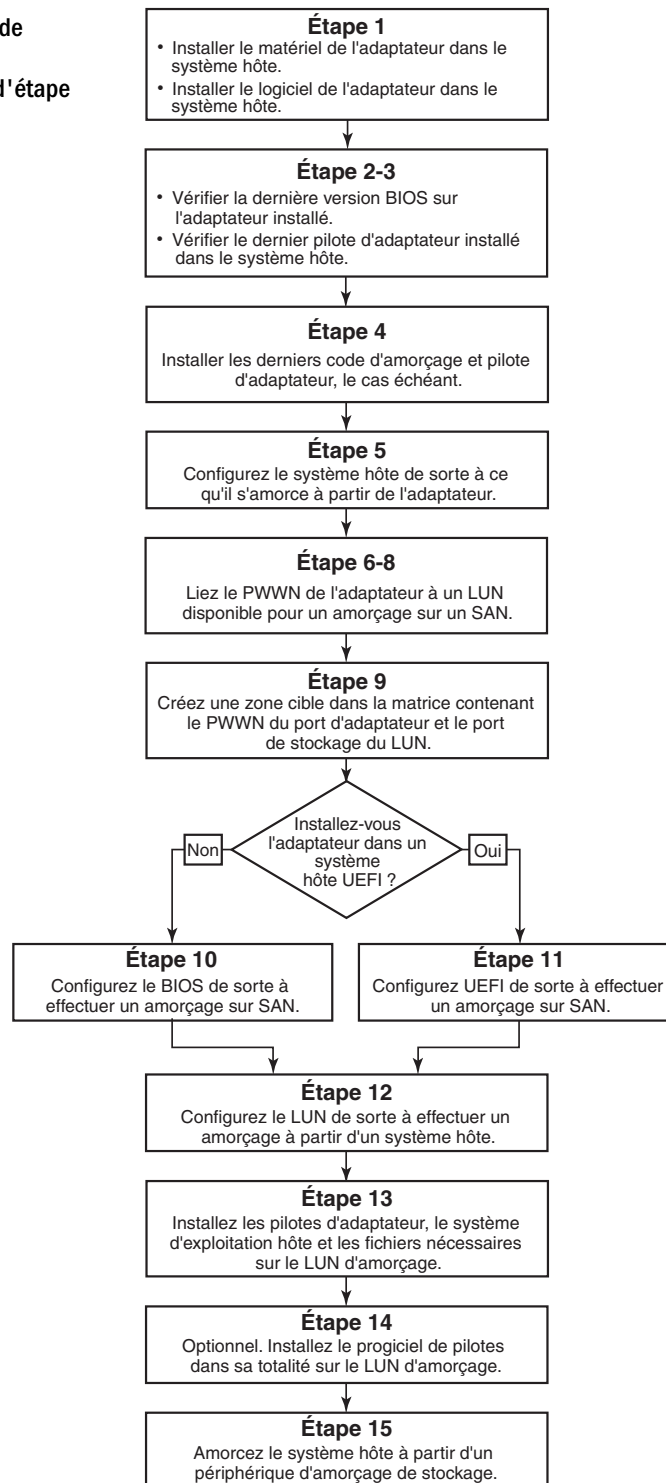 de
d'étape
Étape 1
• Installer le matériel de l'adaptateur dans le
système hôte.
• Installer le logiciel de l'adaptateur dans le
système hôte.
Étape 2-3
• Vérifier la dernière version BIOS sur
l'adaptateur installé.
• Vérifier le dernier pilote d'adaptateur installé
dans le système hôte.
Étape 4
Installer les derniers code d'amorçage et pilote
d'adaptateur, le cas échéant.
Étape 5
Configurez le système hôte de sorte à ce
qu'il s'amorce à partir de l'adaptateur.
Étape 6-8
Liez le PWWN de l'adaptateur à un LUN
disponible pour un amorçage sur un SAN.
Étape 9
Créez une zone cible dans la matrice contenant
le PWWN du port d'adaptateur et le port
de stockage du LUN.
Installez-vous
l'adaptateur dans un
système
hôte UEFI ?
Non
Oui
Étape 10
Configurez le BIOS de sorte à
effectuer un amorçage sur SAN.
Étape 11
Configurez UEFI de sorte à effectuer
un amorçage sur SAN.
Étape 12
Configurez le LUN de sorte à effectuer un
amorçage à partir d'un système hôte.
Étape 13
Installez les pilotes d'adaptateur, le système
d'exploitation hôte et les fichiers nécessaires
sur le LUN d'amorçage.
Étape 14
Optionnel. Installez le progiciel de pilotes
dans sa totalité sur le LUN d'amorçage.
Étape 15
Amorcez le système hôte à partir d'un
périphérique d'amorçage de stockage.